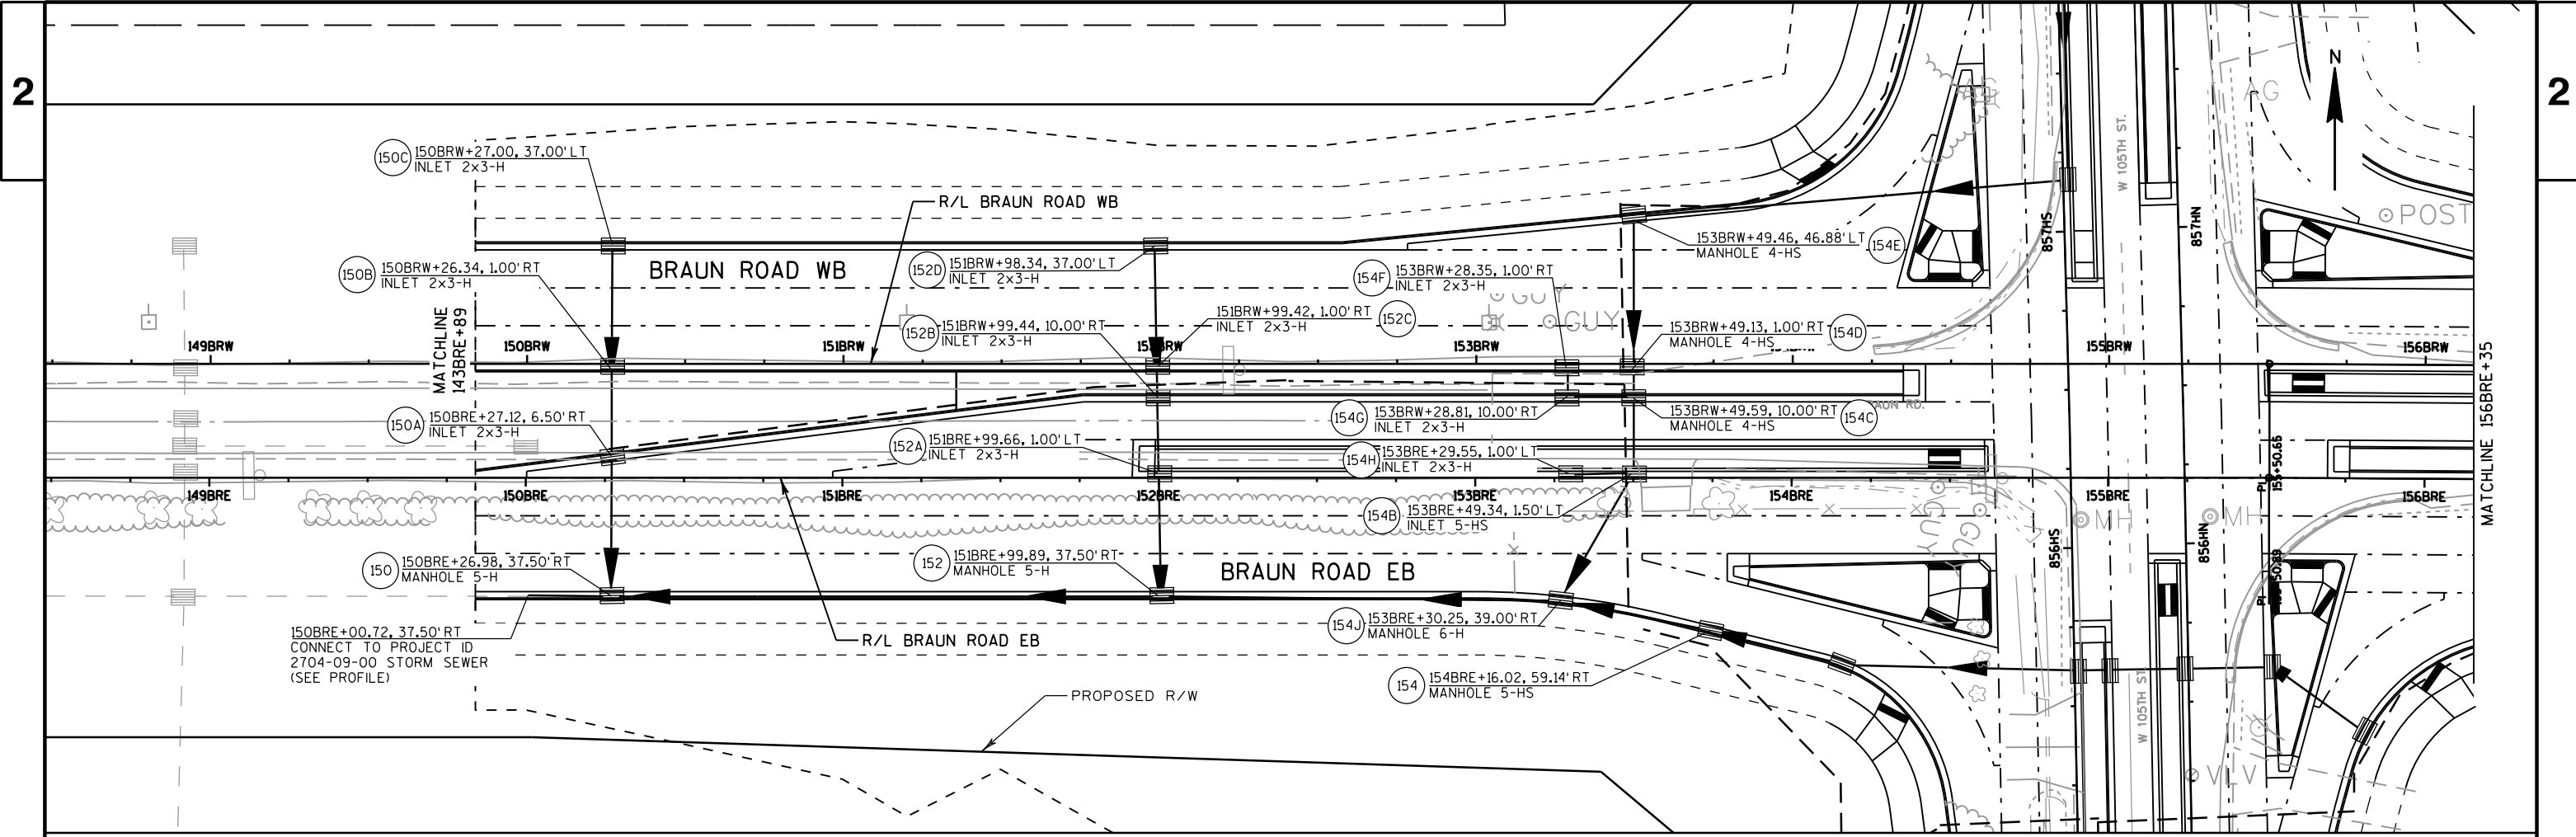 2
2
N
AG
W 105TH ST.
150C
150BRW+27.00, 37.00' LT
INLET 2x3-H
R/L BRAUN ROAD WB
857HS
857HN
POST
153BRW+49.46, 46.88' LT
MANHOLE 4-HS
154E
150B
150BRW+26.34, 1.00' RT
INLET 2x3-H
BRAUN ROAD WB
152D
151BRW+98.34, 37.00' LT
INLET 2x3-H
154F
153BRW+28.35, 1.00' RT
INLET 2x3-H
GUY
GUY
MATCHLINE
143BRE+89
152B
151BRW+99.44, 10.00' RT
INLET 2x3-H
151BRW+99.42, 1.00' RT
INLET 2x3-H
152C
153BRW+49.13, 1.00' RT
MANHOLE 4-HS
154D
149BRW
150BRW
151BRW
153BRW
155BRW
156BRW
MATCHLINE 156BRE+35
150A
150BRE+27.12, 6.50' RT
INLET 2x3-H
154G
153BRW+28.81, 10.00' RT
INLET 2x3-H
153BRW+49.59, 10.00' RT
MANHOLE 4-HS
154C
RD.
152A
151BRE+99.66, 1.00' LT
INLET 2x3-H
154H
153BRE+29.55, 1.00' LT
INLET 2x3-H
155+50.65
149BRE
150BRE
151BRE
152BRE
153BRE
154BRE
155BRE
156BRE
154B
153BRE+49.34, 1.50' LT
INLET 5-HS
GUY
GU
MH
MH
856HS
856HN
150
150BRE+26.98, 37.50' RT
MANHOLE 5-H
152
151BRE+99.89, 37.50' RT
MANHOLE 5-H
BRAUN ROAD EB
PI
150BRE+00.72, 37.50' RT
CONNECT TO PROJECT ID
2704-09-00 STORM SEWER
(SEE PROFILE)
R/L BRAUN ROAD EB
154J
153BRE+30.25, 39.00' RT
MANHOLE 6-H
154
154BRE+16.02, 59.14' RT
MANHOLE 5-HS
PROPOSED R/W
W 105TH ST
VLV